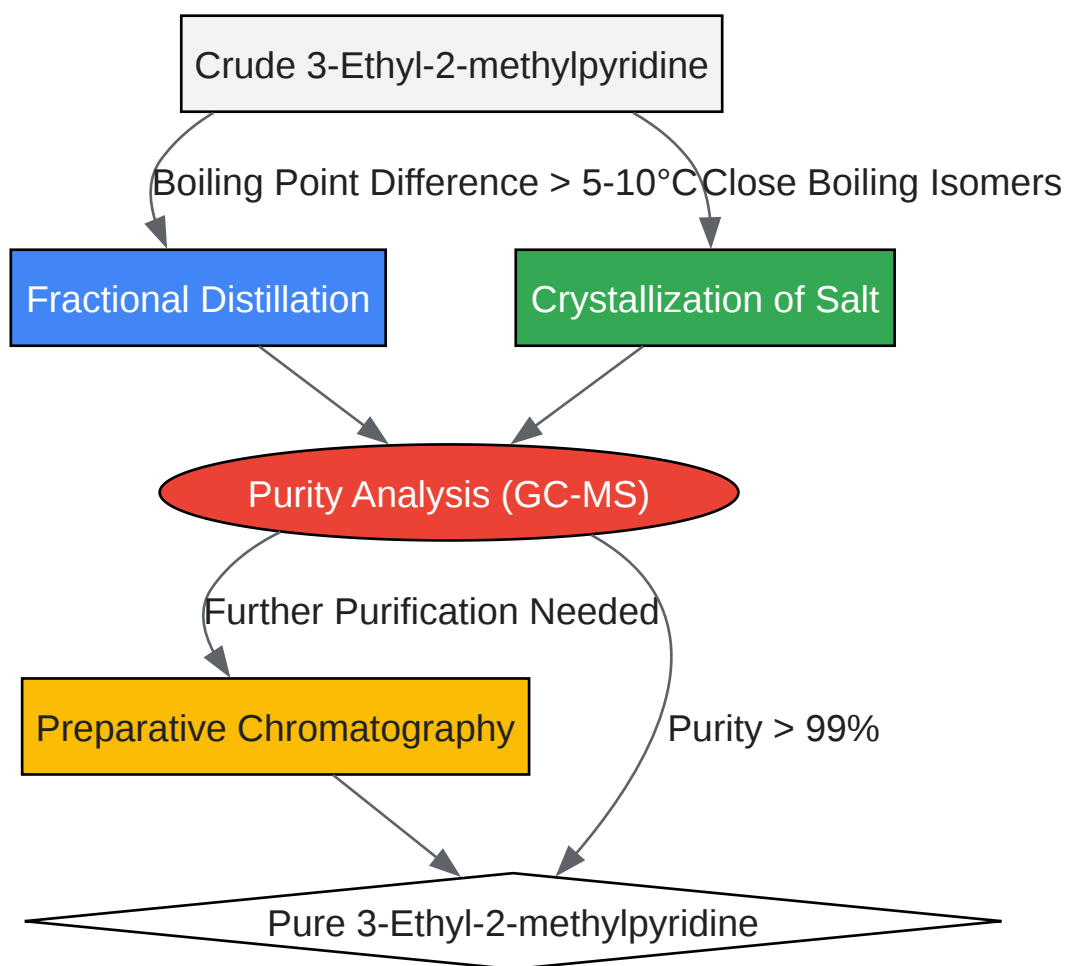 Crude 3-Ethyl-2-methylpyridine
Boiling Point Difference > 5-10°C
Close Boiling Isomers
Fractional Distillation
Crystallization of Salt
Purity Analysis (GC-MS)
Further Purification Needed
Preparative Chromatography
Purity > 99%
Pure 3-Ethyl-2-methylpyridine